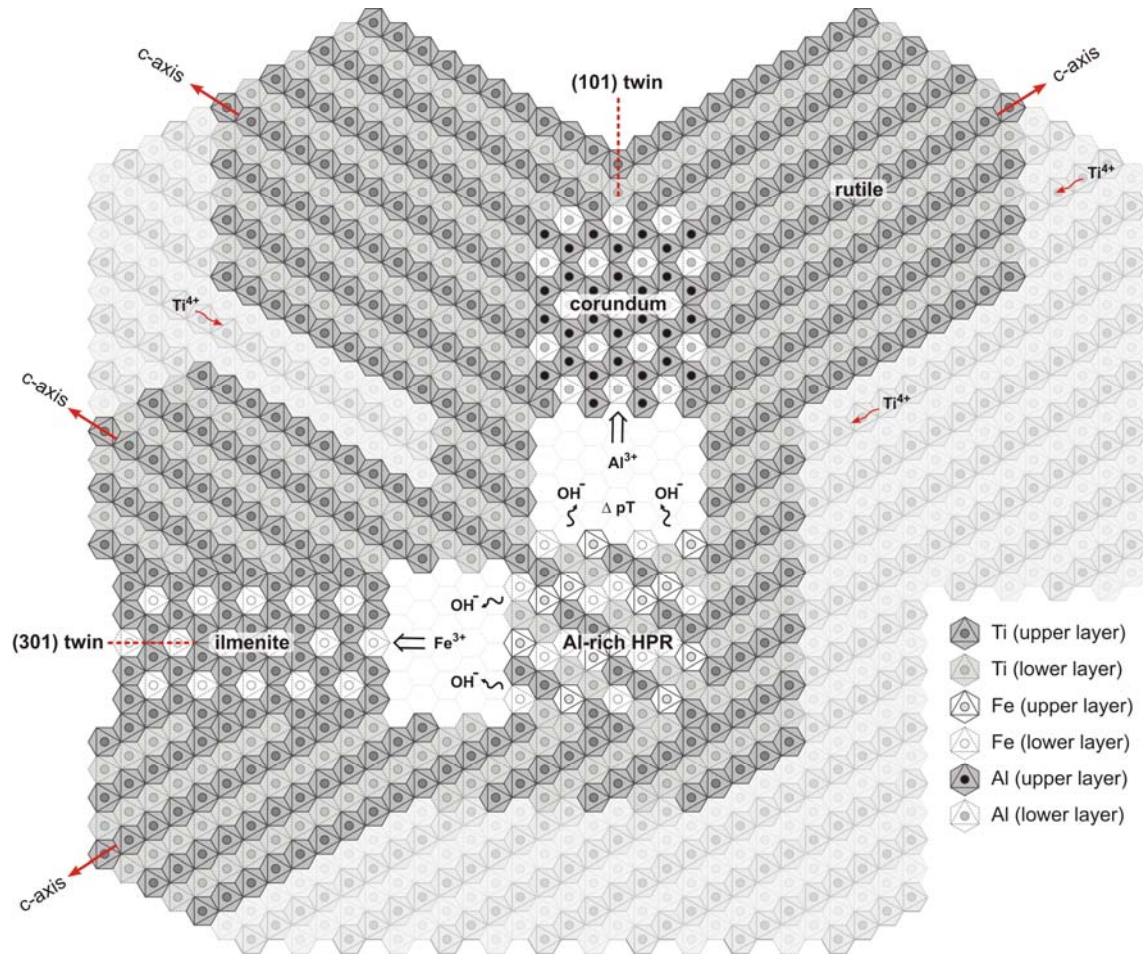 c-axis
(101) twin
c-axis
Ti4+
rutile
Ti4+
corundum
c-axis
Ti4+
Al3+
OH-
Δ pT
OH-
OH-
(301) twin
ilmenite
Fe3+
Al-rich HPR
OH-
c-axis
Ti (upper layer)
Ti (lower layer)
Fe (upper layer)
Fe (lower layer)
Al (upper layer)
Al (lower layer)